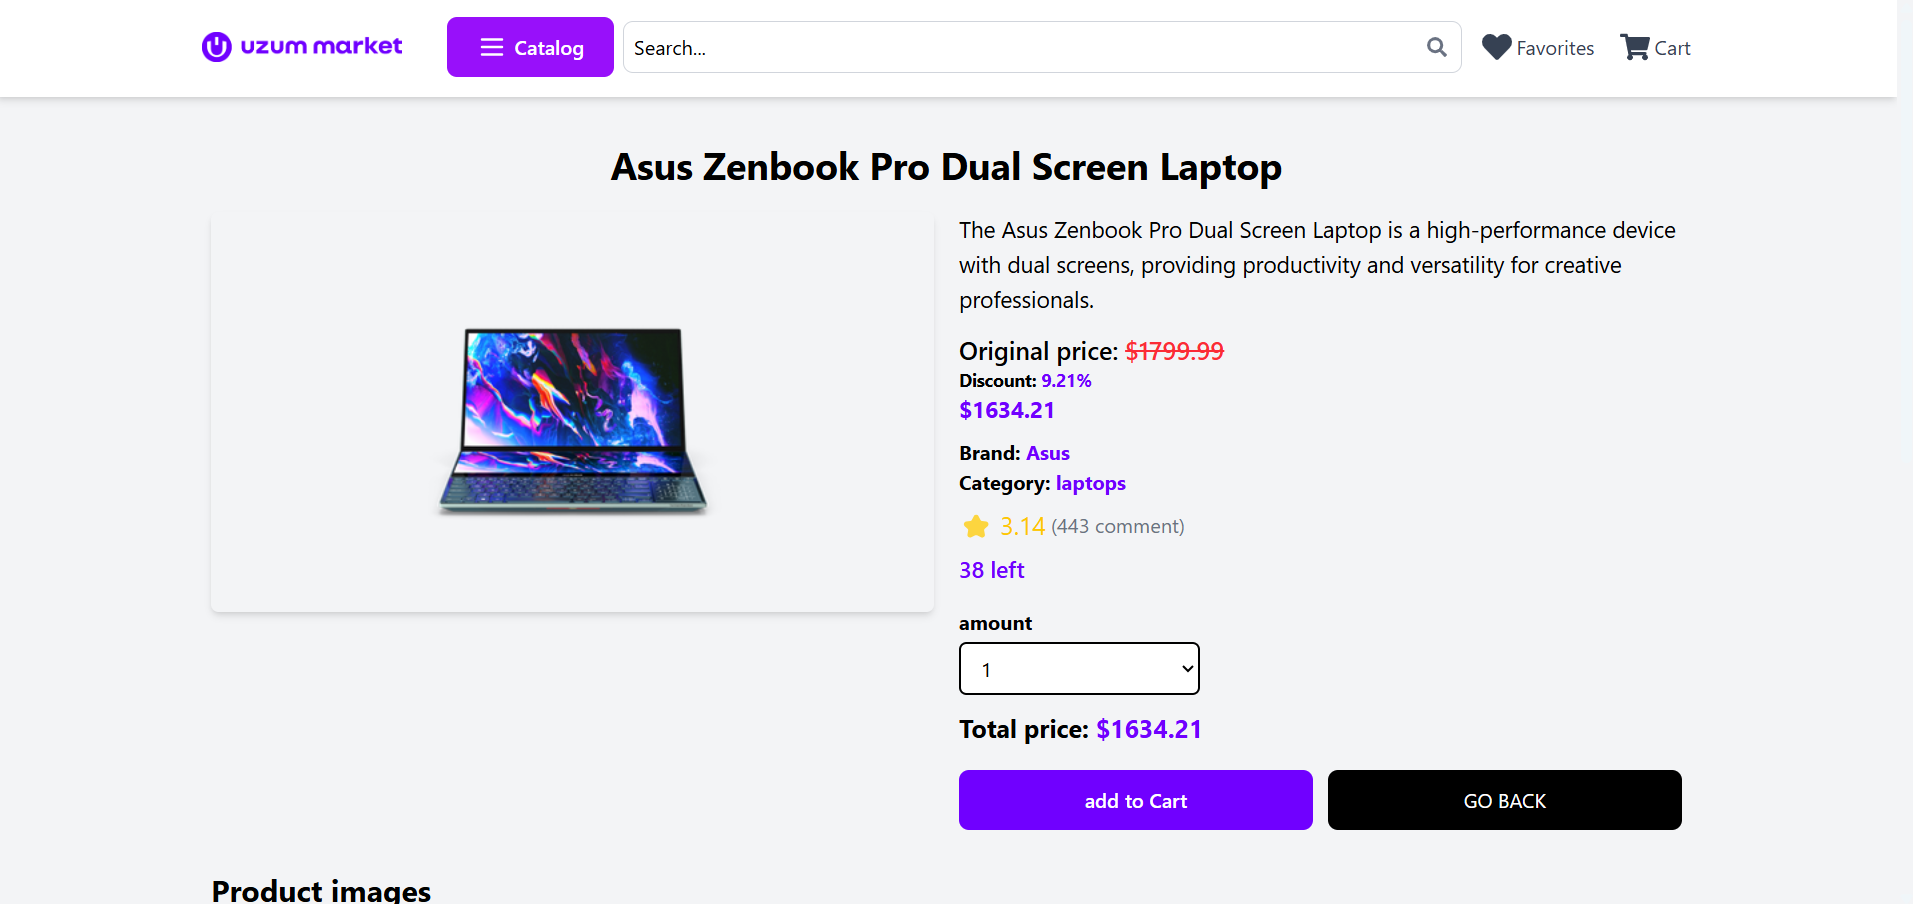 uzum market
Catalog
Search...
Favorites
Cart
Asus Zenbook Pro Dual Screen Laptop
The Asus Zenbook Pro Dual Screen Laptop is a high-performance device
with dual screens, providing productivity and versatility for creative
professionals.
Original price: $1799.99
Discount: 9.21%
$1634.21
Brand: Asus
Category: laptops
3.14 (443 comment)
38 left
amount
1
Total price: $1634.21
add to Cart
GO BACK
Product images